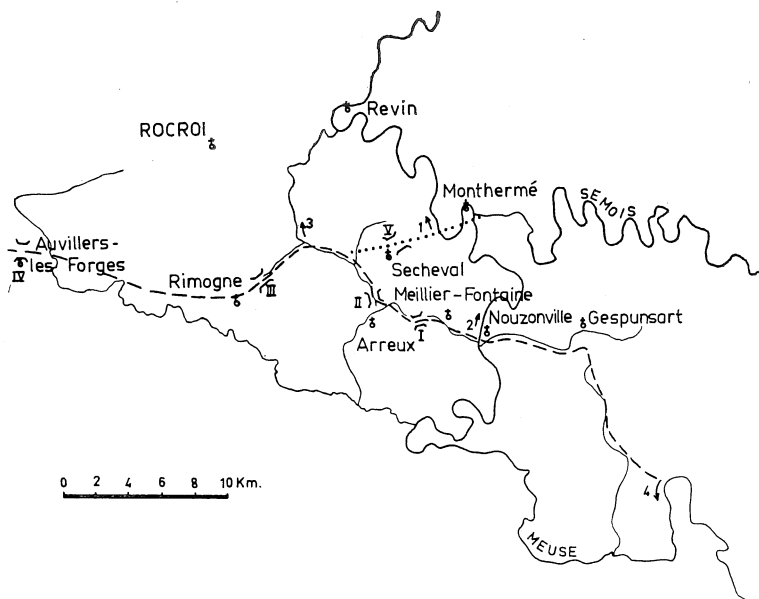 Revin
ROCROI
Monthermé
SEMOIS
3
V
1
Auvillers-
les Forges
IV
Secheval
Rimogne
III
II
Meillier-Fontaine
2
Nouzonville
Gespunsart
Arreux
I
0 2 4 6 8 10 Km.
4
MEUSE